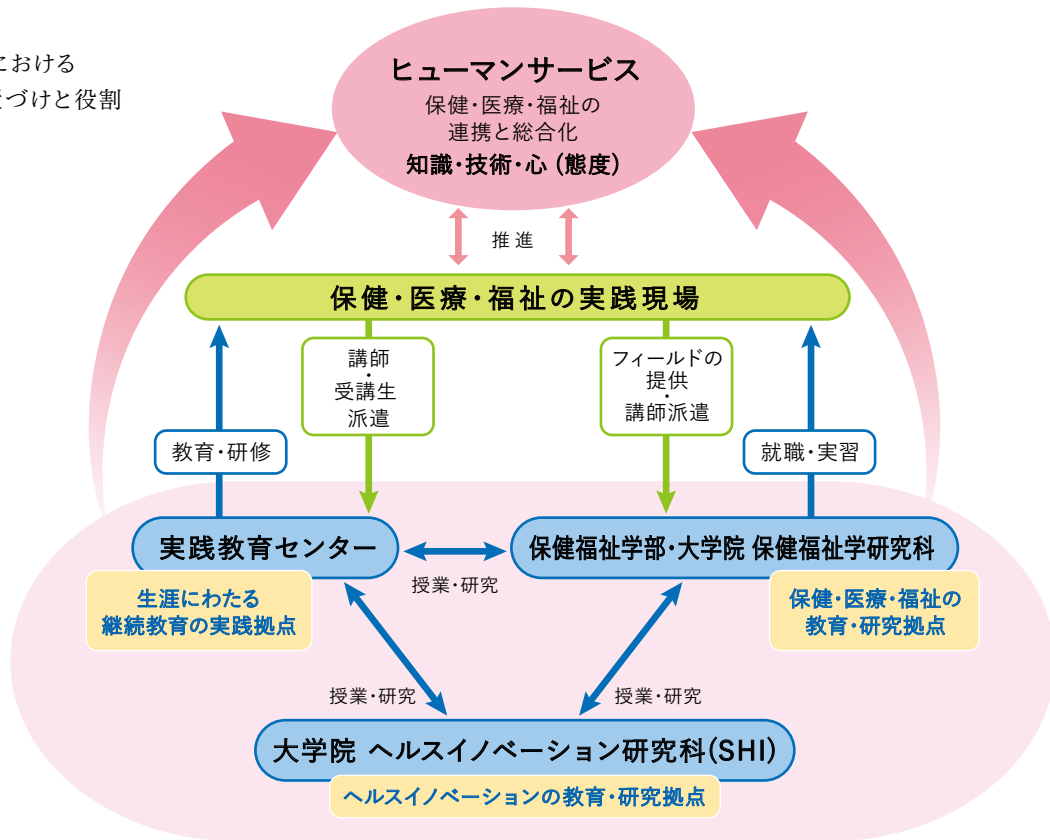 における
づけと役割
ヒューマンサービス
保健・医療・福祉の
連携と総合化
知識・技術・心（態度）
推進
保健・医療・福祉の実践現場
講師
・
受講生
派遣
フィールドの
提供
・
講師派遣
教育・研修
就職・実習
実践教育センター
保健福祉学部・大学院 保健福祉学研究科
授業・研究
生涯にわたる
継続教育の実践拠点
保健・医療・福祉の
教育・研究拠点
授業・研究
授業・研究
大学院 ヘルスイノベーション研究科(SHI)
ヘルスイノベーションの教育・研究拠点